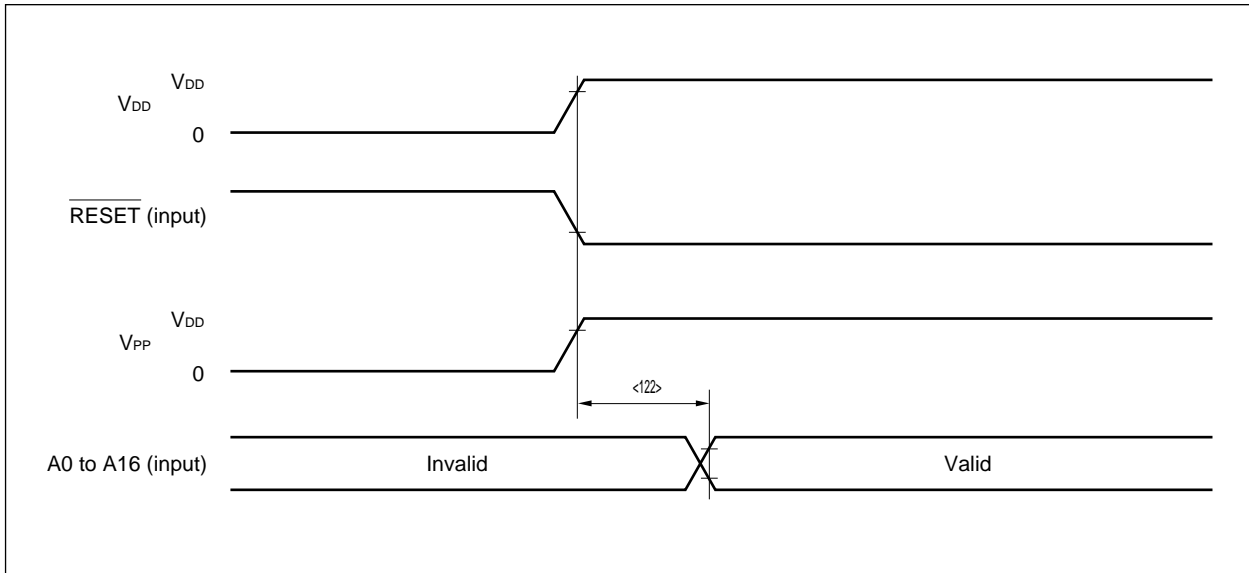 VDD
VDD
0
RESET (input)
VDD
VPP
0
<122>
A0 to A16 (input)
Invalid
Valid